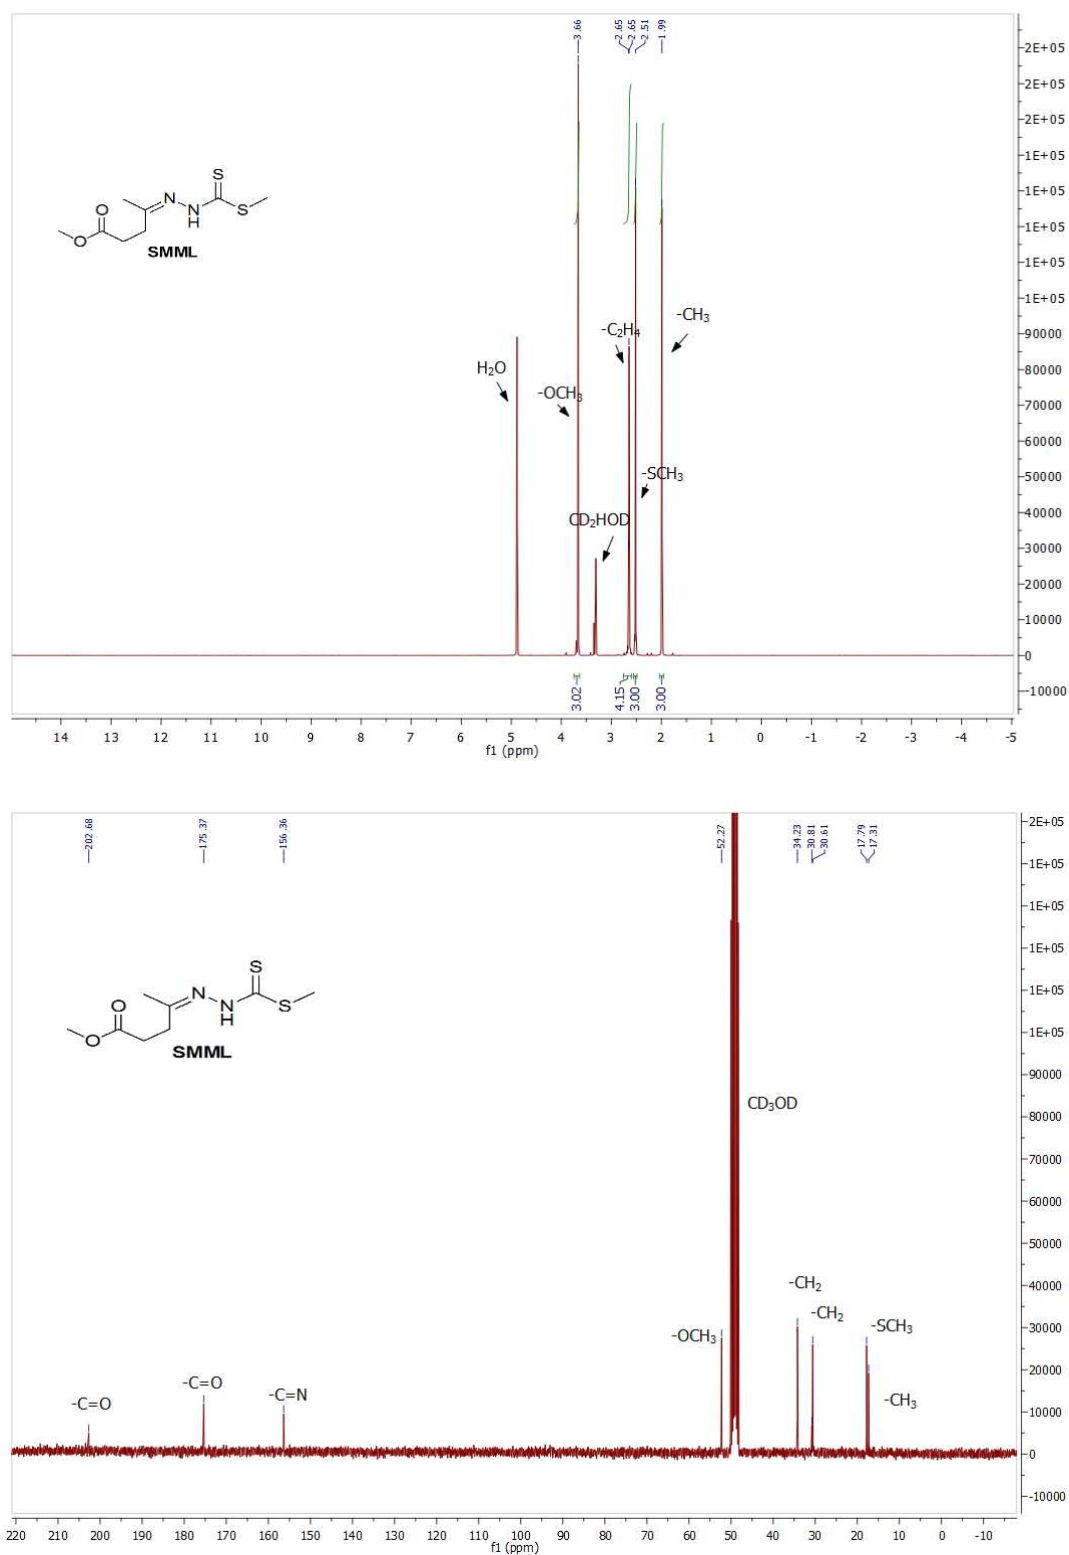 3.66
2.65
2.65
2.51
1.99
2E+05
2E+05
2E+05
1E+05
1E+05
1E+05
1E+05
1E+05
90000
80000
70000
60000
50000
40000
30000
20000
10000
0
-10000
S
N
N
H
S
O
O
SMML
H₂O
-OCH₃
CD₂HOD
-C₂H₄
-SCH₃
-CH₃
3.02
4.15
3.00
3.00
14 13 12 11 10 9 8 7 6 5 4 3 2 1 0 -1 -2 -3 -4 -5
f1 (ppm)
202.68
175.37
156.36
52.27
34.23
30.81
30.61
17.79
17.31
2E+05
1E+05
1E+05
1E+05
1E+05
1E+05
90000
80000
70000
60000
50000
40000
30000
20000
10000
0
-10000
S
N
N
H
S
O
O
SMML
CD₃OD
-CH₂
-CH₂
-OCH₃
-SCH₃
-CH₃
-C=O
-C=O
-C=N
220 210 200 190 180 170 160 150 140 130 120 110 100 90 80 70 60 50 40 30 20 10 0 -10
f1 (ppm)